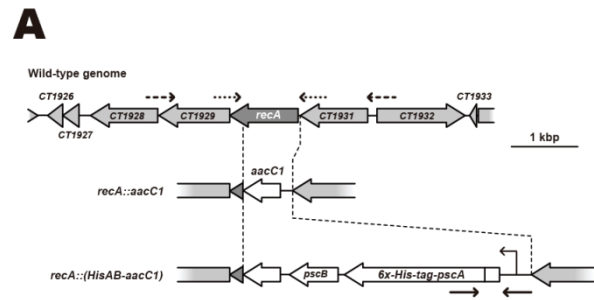 A
Wild-type genome
CT1926
CT1927
CT1928
CT1929
recA
CT1931
CT1932
CT1933
1 kbp
aacC1
recA::aacC1
recA::(HisAB-aacC1)
pscB
6x-His-tag-pscA